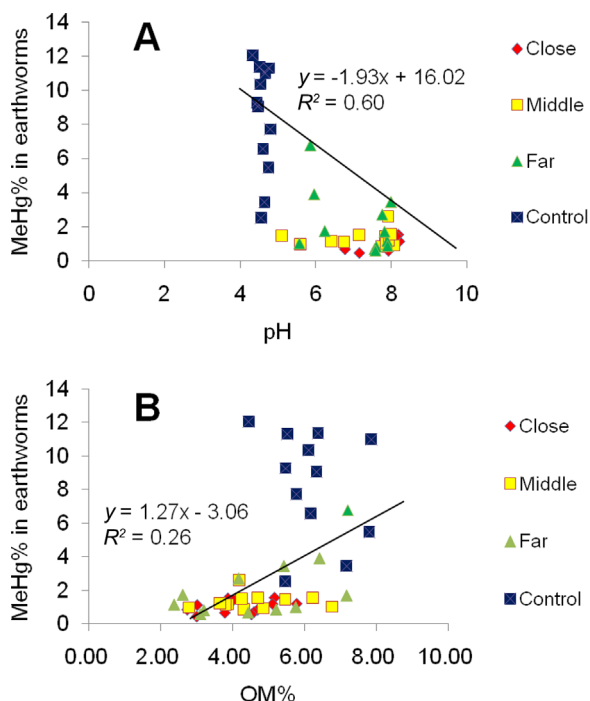 A
MeHg% in earthworms
14
12
10
8
6
4
2
0
0 2 4 6 8 10
pH
y = -1.93x + 16.02
R² = 0.60
Close
Middle
Far
Control
B
MeHg% in earthworms
14
12
10
8
6
4
2
0
0.00 2.00 4.00 6.00 8.00 10.00
OM%
y = 1.27x - 3.06
R² = 0.26
Close
Middle
Far
Control